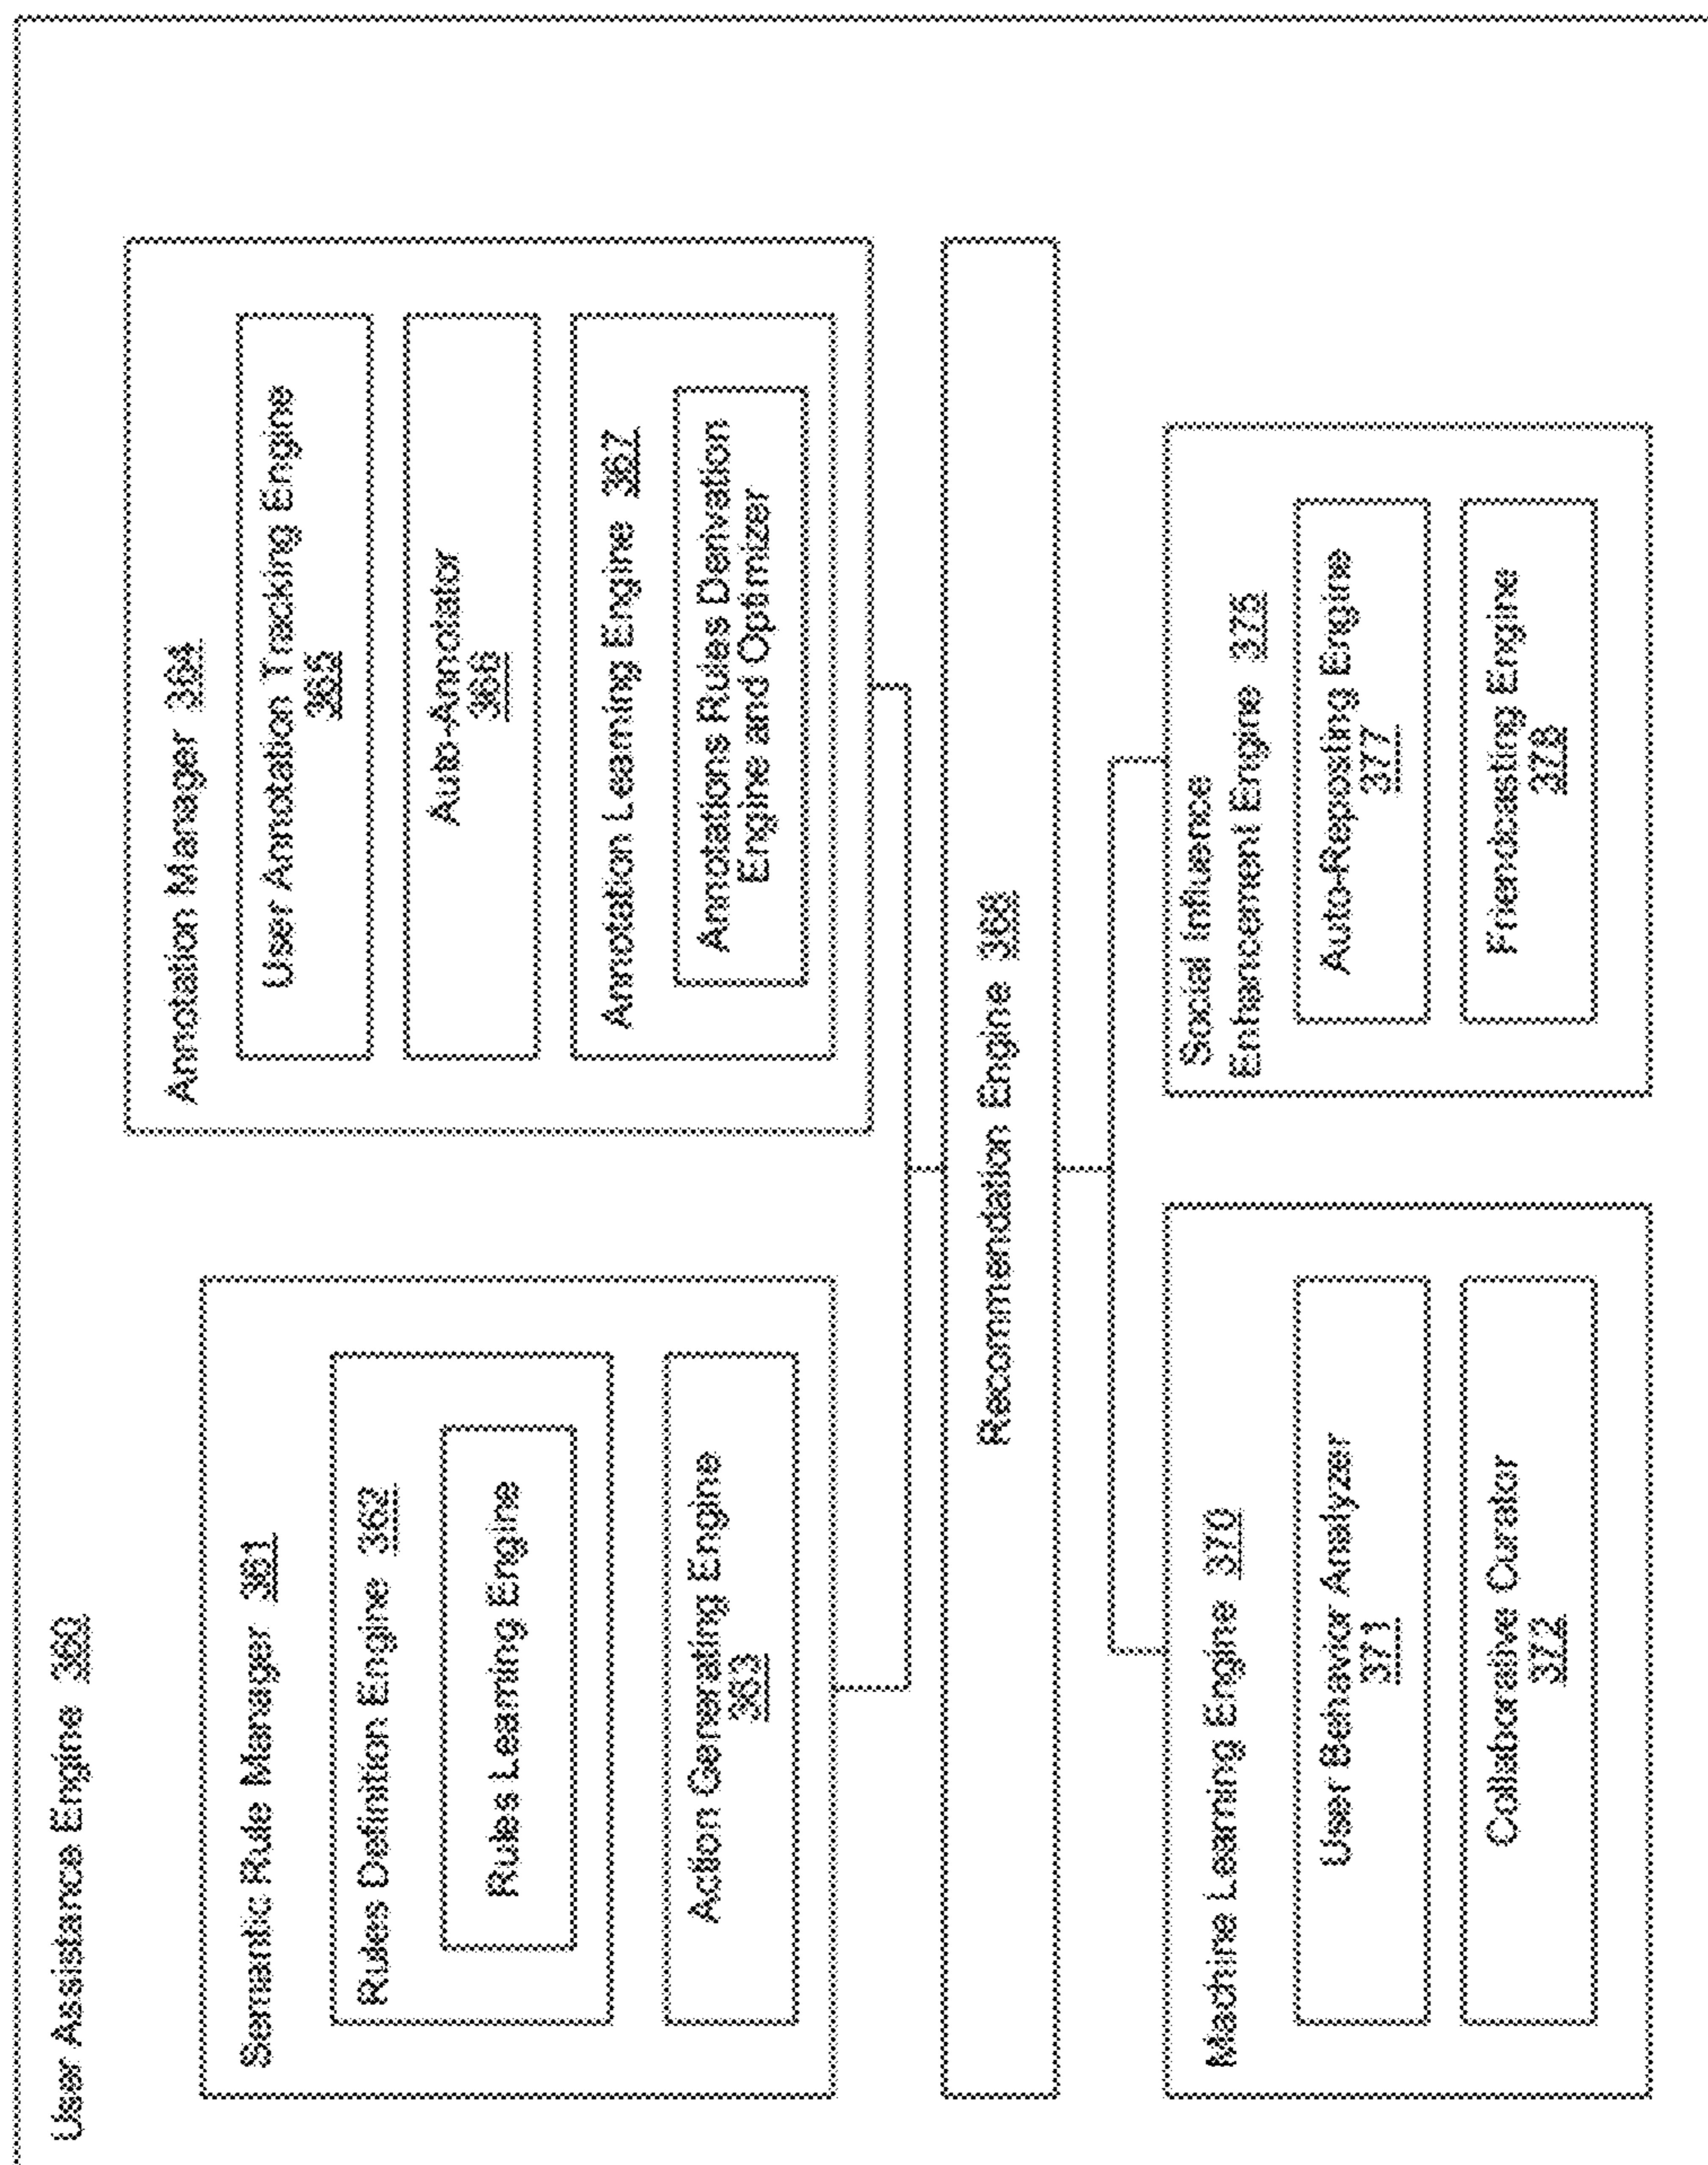 User Assistance Engine 360
Semantic Rule Manager 361
Rules Definition Engine 362
Rules Learning Engine
Action Generating Engine
363
Annotation Manager 364
User Annotation Tracking Engine
365
Auto-Annotator
366
Annotation Learning Engine 367
Annotations Rules Derivation
Engine and Optimizer
Recommendation Engine 368
Machine Learning Engine 370
User Behavior Analyzer
371
Collaborative Curator
372
Social Influence
Enhancement Engine 375
Auto-Reposting Engine
377
Friendcasting Engine
378